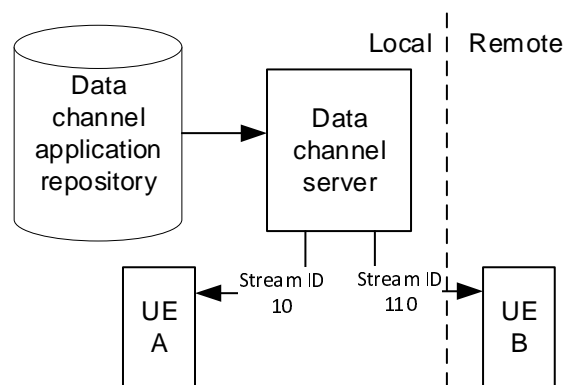 Local
Remote
Data
channel
application
repository
Data
channel
server
Stream ID
10
Stream ID
110
UE
A
UE
B